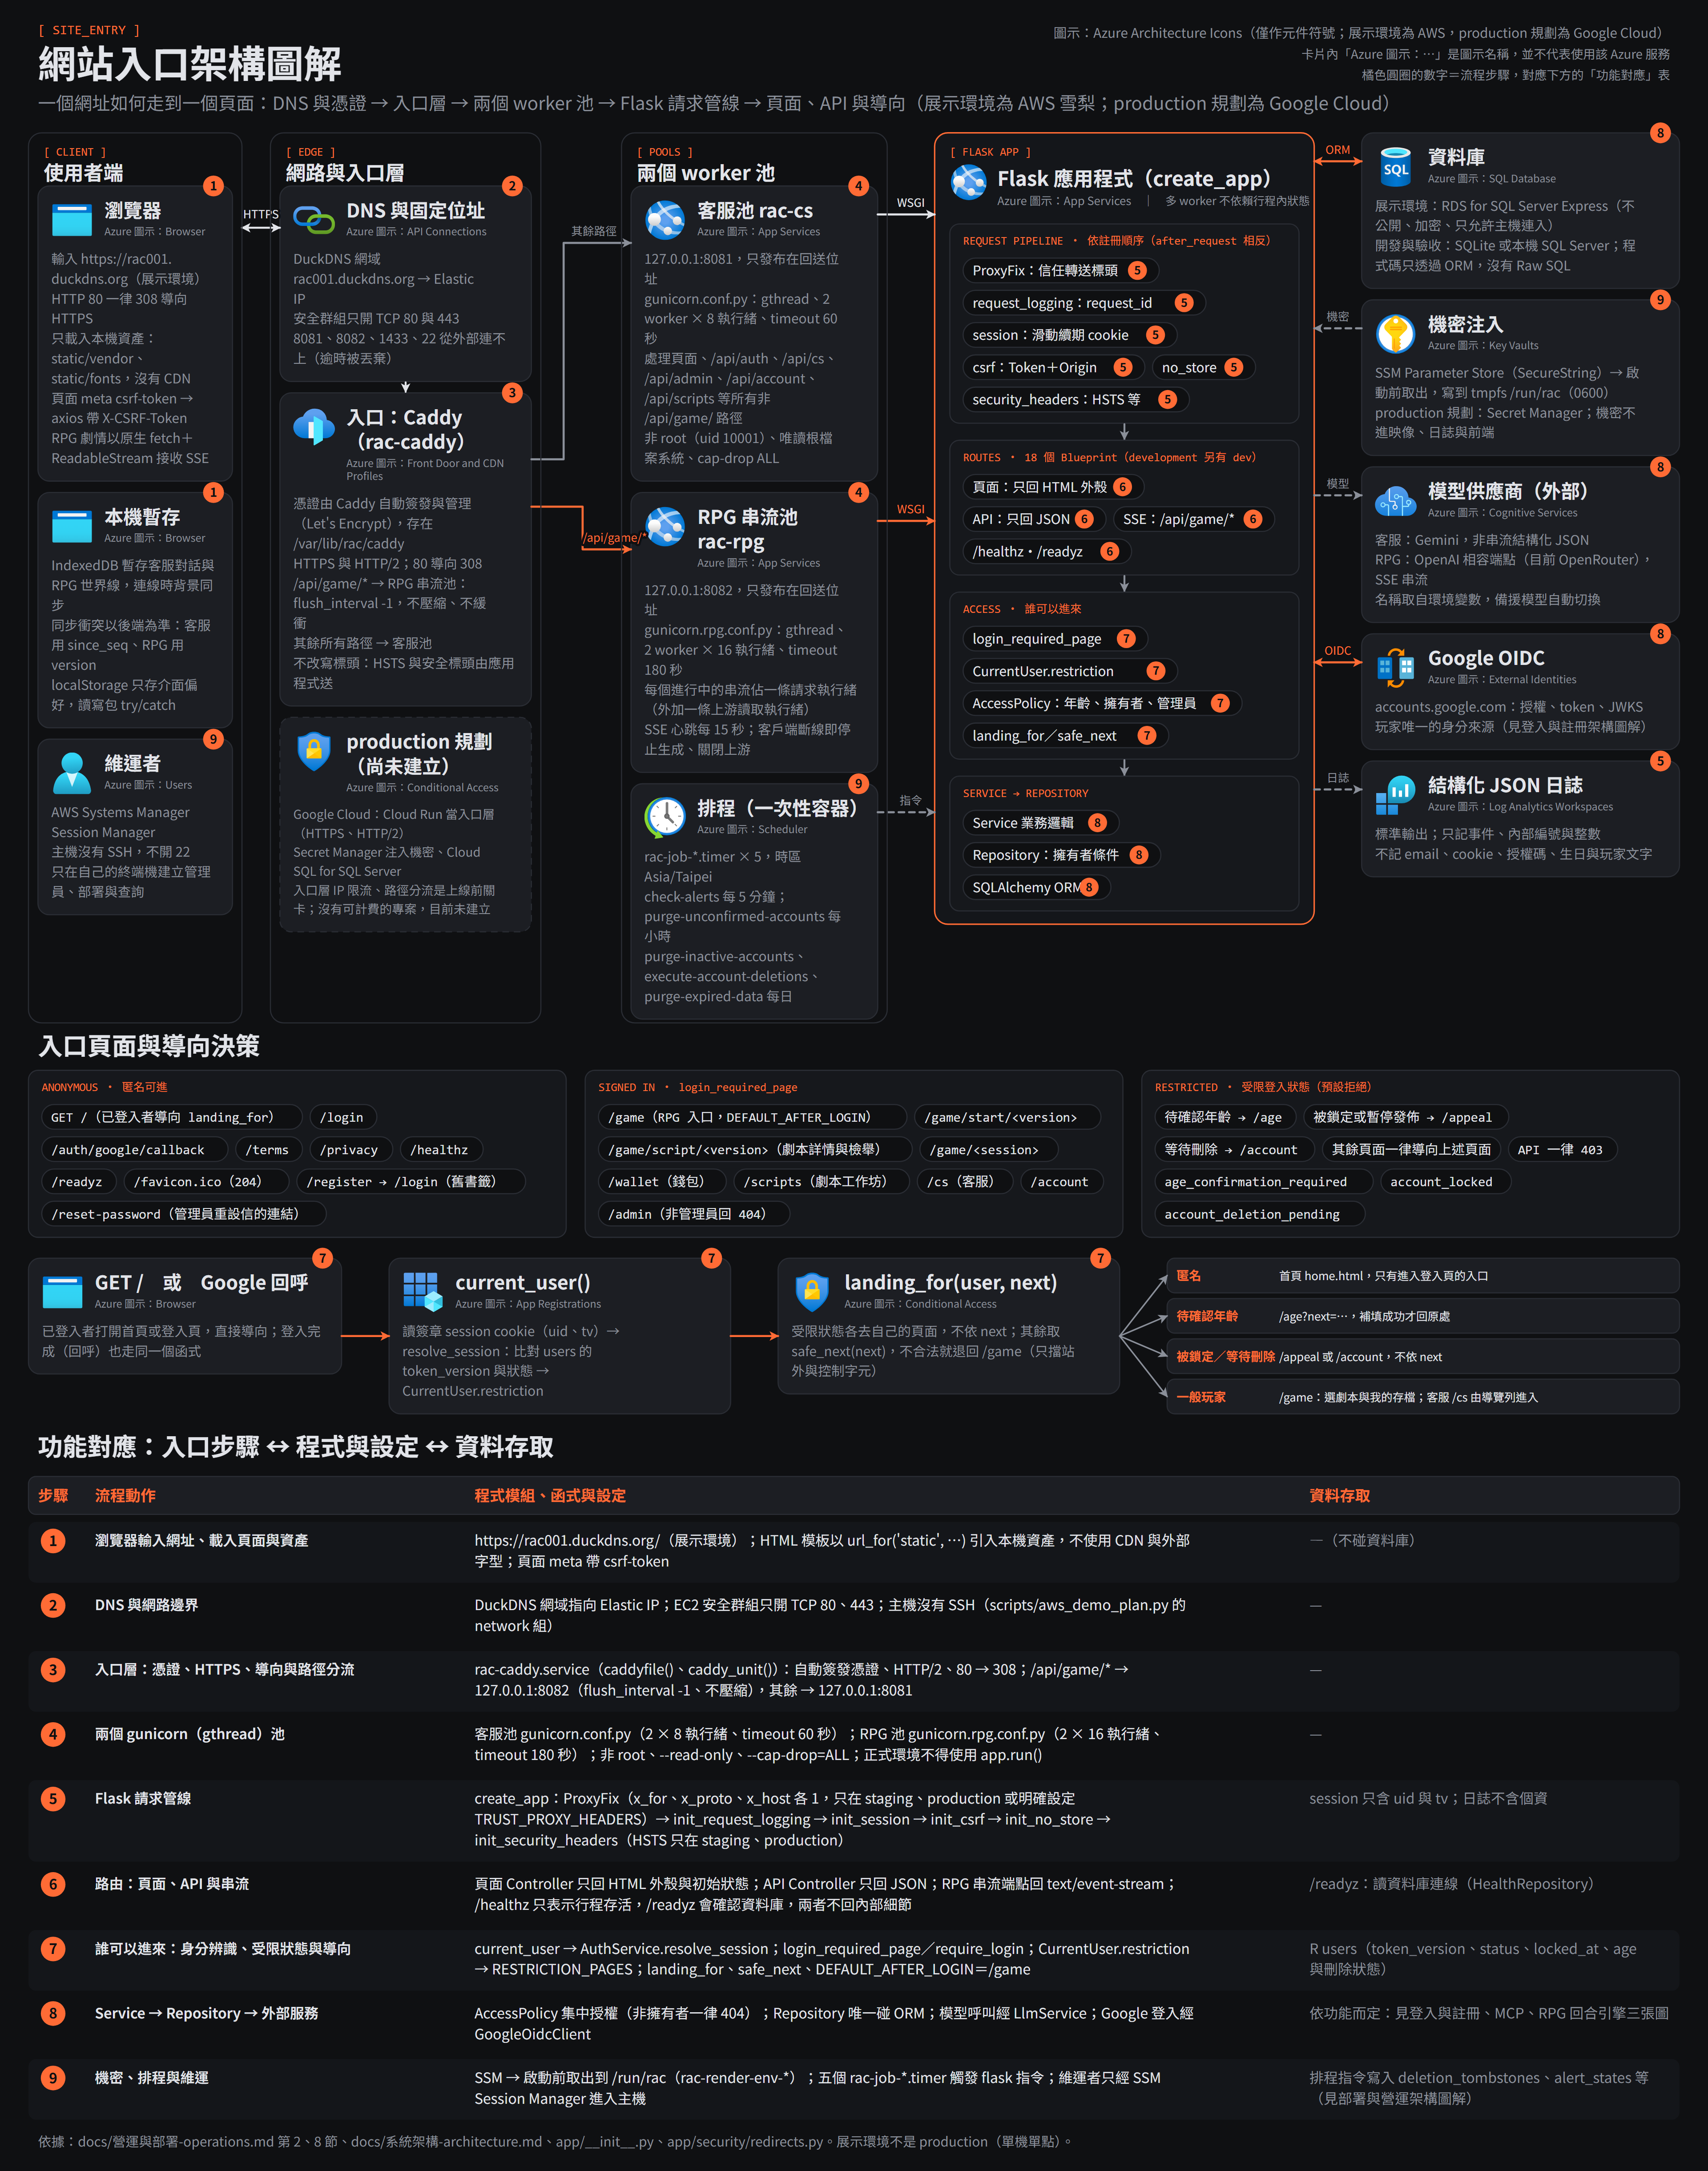 [ SITE_ENTRY ]
網站入口架構圖解
一個網址如何走到一個頁面：DNS 與憑證 → 入口層 → 兩個 worker 池 → Flask 請求管線 → 頁面、API 與導向（展示環境為 AWS 雪梨；production 規劃為 Google Cloud）
圖示：Azure Architecture Icons（僅作元件符號；展示環境為 AWS，production 規劃為 Google Cloud）
卡片內「Azure 圖示：…」是圖示名稱，並不代表使用該 Azure 服務
橘色圓圈的數字＝流程步驟，對應下方的「功能對應」表
[ CLIENT ]
使用者端
1
瀏覽器
Azure 圖示：Browser
輸入 https://rac001.
duckdns.org（展示環境）
HTTP 80 一律 308 導向
HTTPS
只載入本機資產：
static/vendor、
static/fonts，沒有 CDN
頁面 meta csrf-token →
axios 帶 X-CSRF-Token
RPG 劇情以原生 fetch＋
ReadableStream 接收 SSE
1
本機暫存
Azure 圖示：Browser
IndexedDB 暫存客服對話與
RPG 世界線，連線時背景同
步
同步衝突以後端為準：客服
用 since_seq、RPG 用
version
localStorage 只存介面偏
好，讀寫包 try/catch
9
維運者
Azure 圖示：Users
AWS Systems Manager
Session Manager
主機沒有 SSH，不開 22
只在自己的終端機建立管理
員、部署與查詢
HTTPS
[ EDGE ]
網路與入口層
2
DNS 與固定位址
Azure 圖示：API Connections
DuckDNS 網域
rac001.duckdns.org → Elastic
IP
安全群組只開 TCP 80 與 443
8081、8082、1433、22 從外部連不
上（逾時被丟棄）
3
入口：Caddy
（rac-caddy）
Azure 圖示：Front Door and CDN
Profiles
憑證由 Caddy 自動簽發與管理
（Let's Encrypt），存在
/var/lib/rac/caddy
HTTPS 與 HTTP/2；80 導向 308
/api/game/* → RPG 串流池：
flush_interval -1，不壓縮、不緩
衝
其餘所有路徑 → 客服池
不改寫標頭：HSTS 與安全標頭由應用
程式送
production 規劃
（尚未建立）
Azure 圖示：Conditional Access
Google Cloud：Cloud Run 當入口層
（HTTPS、HTTP/2）
Secret Manager 注入機密、Cloud
SQL for SQL Server
入口層 IP 限流、路徑分流是上線前關
卡；沒有可計費的專案，目前未建立
其餘路徑
/api/game/*
[ POOLS ]
兩個 worker 池
4
客服池 rac-cs
Azure 圖示：App Services
127.0.0.1:8081，只發布在回送位
址
gunicorn.conf.py：gthread、2
worker × 8 執行緒、timeout 60
秒
處理頁面、/api/auth、/api/cs、
/api/admin、/api/account、
/api/scripts 等所有非
/api/game/ 路徑
非 root（uid 10001）、唯讀根檔
案系統、cap-drop ALL
4
RPG 串流池
rac-rpg
Azure 圖示：App Services
127.0.0.1:8082，只發布在回送位
址
gunicorn.rpg.conf.py：gthread、
2 worker × 16 執行緒、timeout
180 秒
每個進行中的串流佔一條請求執行緒
（外加一條上游讀取執行緒）
SSE 心跳每 15 秒；客戶端斷線即停
止生成、關閉上游
9
排程（一次性容器）
Azure 圖示：Scheduler
rac-job-*.timer × 5，時區
Asia/Taipei
check-alerts 每 5 分鐘；
purge-unconfirmed-accounts 每
小時
purge-inactive-accounts、
execute-account-deletions、
purge-expired-data 每日
WSGI
WSGI
指令
[ FLASK APP ]
Flask 應用程式（create_app）
Azure 圖示：App Services ｜ 多 worker 不依賴行程內狀態
REQUEST PIPELINE ・ 依註冊順序（after_request 相反）
ProxyFix：信任轉送標頭 5
request_logging：request_id 5
session：滑動續期 cookie 5
csrf：Token＋Origin 5 no_store 5
security_headers：HSTS 等 5
ROUTES ・ 18 個 Blueprint（development 另有 dev）
頁面：只回 HTML 外殼 6
API：只回 JSON 6 SSE：/api/game/* 6
/healthz・/readyz 6
ACCESS ・ 誰可以進來
login_required_page 7
CurrentUser.restriction 7
AccessPolicy：年齡、擁有者、管理員 7
landing_for／safe_next 7
SERVICE → REPOSITORY
Service 業務邏輯 8
Repository：擁有者條件 8
SQLAlchemy ORM 8
ORM
機密
模型
OIDC
日誌
8
資料庫
Azure 圖示：SQL Database
展示環境：RDS for SQL Server Express（不
公開、加密、只允許主機連入）
開發與驗收：SQLite 或本機 SQL Server；程
式碼只透過 ORM，沒有 Raw SQL
9
機密注入
Azure 圖示：Key Vaults
SSM Parameter Store（SecureString）→ 啟
動前取出，寫到 tmpfs /run/rac（0600）
production 規劃：Secret Manager；機密不
進映像、日誌與前端
8
模型供應商（外部）
Azure 圖示：Cognitive Services
客服：Gemini，非串流結構化 JSON
RPG：OpenAI 相容端點（目前 OpenRouter），
SSE 串流
名稱取自環境變數，備援模型自動切換
8
Google OIDC
Azure 圖示：External Identities
accounts.google.com：授權、token、JWKS
玩家唯一的身分來源（見登入與註冊架構圖解）
5
結構化 JSON 日誌
Azure 圖示：Log Analytics Workspaces
標準輸出；只記事件、內部編號與整數
不記 email、cookie、授權碼、生日與玩家文字
入口頁面與導向決策
ANONYMOUS ・ 匿名可進
GET /（已登入者導向 landing_for） /login
/auth/google/callback /terms /privacy /healthz
/readyz /favicon.ico（204） /register → /login（舊書籤）
/reset-password（管理員重設信的連結）
SIGNED IN ・ login_required_page
/game（RPG 入口，DEFAULT_AFTER_LOGIN） /game/start/<version>
/game/script/<version>（劇本詳情與檢舉） /game/<session>
/wallet（錢包） /scripts（劇本工作坊） /cs（客服） /account
/admin（非管理員回 404）
RESTRICTED ・ 受限登入狀態（預設拒絕）
待確認年齡 → /age 被鎖定或暫停發佈 → /appeal
等待刪除 → /account 其餘頁面一律導向上述頁面 API 一律 403
age_confirmation_required account_locked
account_deletion_pending
7
GET /　或　Google 回呼
Azure 圖示：Browser
已登入者打開首頁或登入頁，直接導向；登入完
成（回呼）也走同一個函式
7
current_user()
Azure 圖示：App Registrations
讀簽章 session cookie（uid、tv）→
resolve_session：比對 users 的
token_version 與狀態 →
CurrentUser.restriction
7
landing_for(user, next)
Azure 圖示：Conditional Access
受限狀態各去自己的頁面，不依 next；其餘取
safe_next(next)，不合法就退回 /game（只擋站
外與控制字元）
匿名 首頁 home.html，只有進入登入頁的入口
待確認年齡 /age?next=…，補填成功才回原處
被鎖定／等待刪除 /appeal 或 /account，不依 next
一般玩家 /game：選劇本與我的存檔；客服 /cs 由導覽列進入
功能對應：入口步驟 ↔ 程式與設定 ↔ 資料存取
步驟 流程動作 程式模組、函式與設定 資料存取
1 瀏覽器輸入網址、載入頁面與資產 https://rac001.duckdns.org/（展示環境）；HTML 模板以 url_for('static', …) 引入本機資產，不使用 CDN 與外部 —（不碰資料庫）
字型；頁面 meta 帶 csrf-token
2 DNS 與網路邊界 DuckDNS 網域指向 Elastic IP；EC2 安全群組只開 TCP 80、443；主機沒有 SSH（scripts/aws_demo_plan.py 的 —
network 組）
3 入口層：憑證、HTTPS、導向與路徑分流 rac-caddy.service（caddyfile()、caddy_unit()）：自動簽發憑證、HTTP/2、80 → 308；/api/game/* → —
127.0.0.1:8082（flush_interval -1、不壓縮），其餘 → 127.0.0.1:8081
4 兩個 gunicorn（gthread）池 客服池 gunicorn.conf.py（2 × 8 執行緒、timeout 60 秒）；RPG 池 gunicorn.rpg.conf.py（2 × 16 執行緒、 —
timeout 180 秒）；非 root、--read-only、--cap-drop=ALL；正式環境不得使用 app.run()
5 Flask 請求管線 create_app：ProxyFix（x_for、x_proto、x_host 各 1，只在 staging、production 或明確設定 session 只含 uid 與 tv；日誌不含個資
TRUST_PROXY_HEADERS）→ init_request_logging → init_session → init_csrf → init_no_store →
init_security_headers（HSTS 只在 staging、production）
6 路由：頁面、API 與串流 頁面 Controller 只回 HTML 外殼與初始狀態；API Controller 只回 JSON；RPG 串流端點回 text/event-stream； /readyz：讀資料庫連線（HealthRepository）
/healthz 只表示行程存活，/readyz 會確認資料庫，兩者不回內部細節
7 誰可以進來：身分辨識、受限狀態與導向 current_user → AuthService.resolve_session；login_required_page／require_login；CurrentUser.restriction R users（token_version、status、locked_at、age
→ RESTRICTION_PAGES；landing_for、safe_next、DEFAULT_AFTER_LOGIN＝/game 與刪除狀態）
8 Service → Repository → 外部服務 AccessPolicy 集中授權（非擁有者一律 404）；Repository 唯一碰 ORM；模型呼叫經 LlmService；Google 登入經 依功能而定：見登入與註冊、MCP、RPG 回合引擎三張圖
GoogleOidcClient
9 機密、排程與維運 SSM → 啟動前取出到 /run/rac（rac-render-env-*）；五個 rac-job-*.timer 觸發 flask 指令；維運者只經 SSM 排程指令寫入 deletion_tombstones、alert_states 等
Session Manager 進入主機 （見部署與營運架構圖解）
依據：docs/營運與部署-operations.md 第 2、8 節、docs/系統架構-architecture.md、app/__init__.py、app/security/redirects.py。展示環境不是 production（單機單點）。